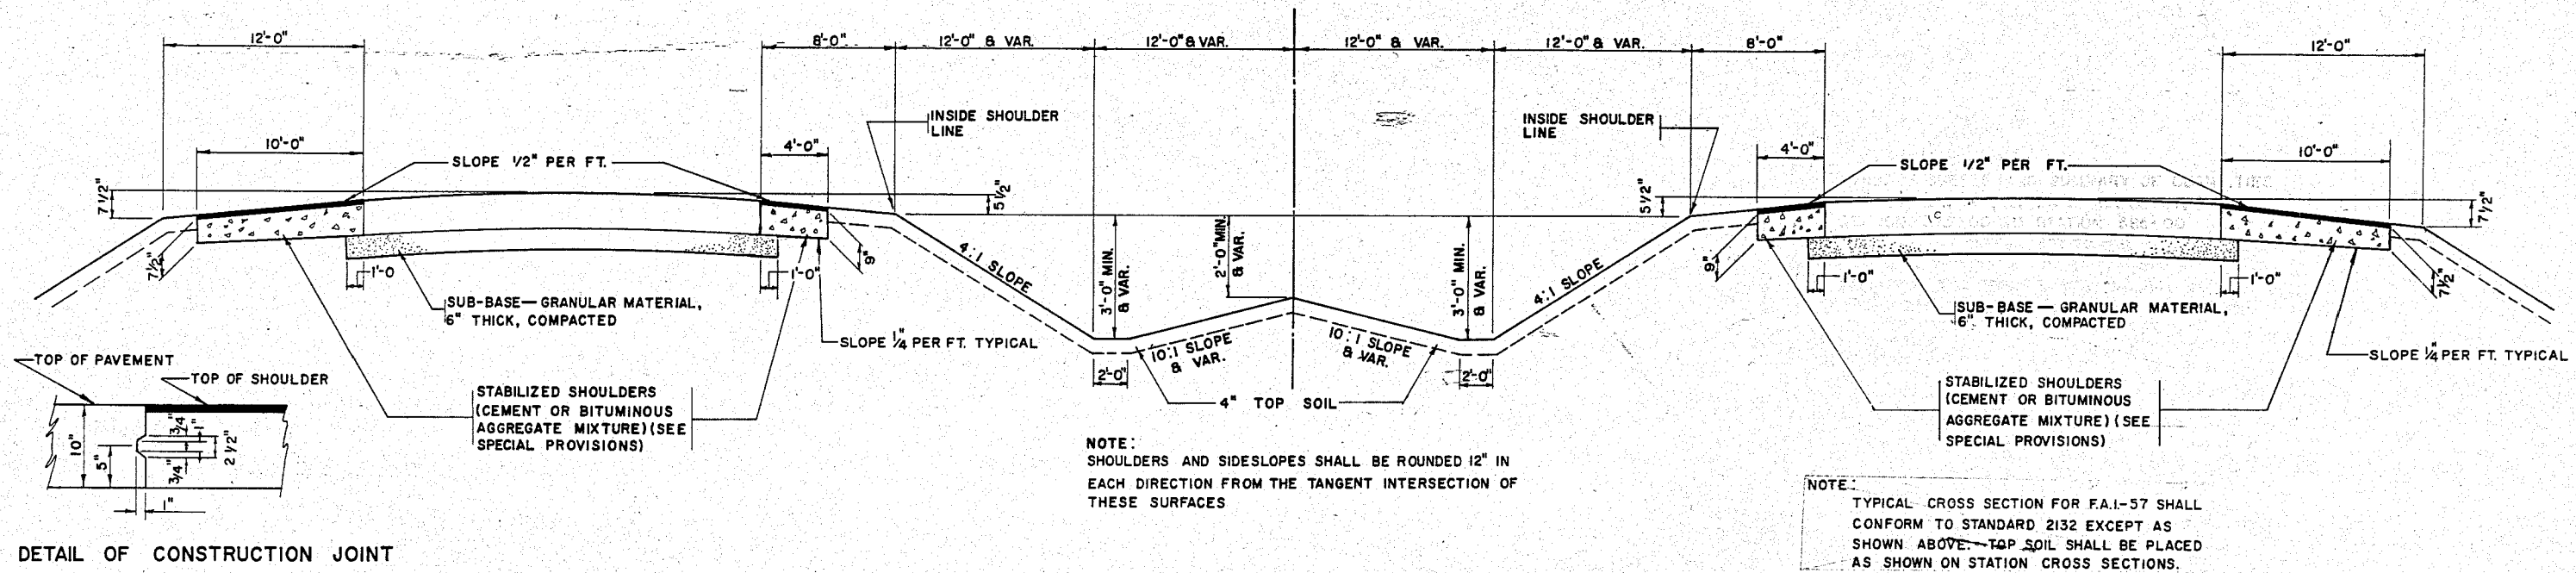 12'-0"
8'-0"
12'-0" & VAR.
12'-0" & VAR.
12'-0" & VAR.
12'-0" & VAR.
8'-0"
12'-0"
INSIDE SHOULDER
LINE
INSIDE SHOULDER
LINE
10'-0"
SLOPE 1/2" PER FT.
4'-0"
4'-0"
SLOPE 1/2" PER FT.
10'-0"
7 1/2"
5 1/2"
5 1/2"
7 1/2"
7 1/2"
1'-0
1'-0"
9"
4:1 SLOPE
3'-0" MIN.
& VAR.
2'-0" MIN.
& VAR.
3'-0" MIN.
& VAR.
4:1 SLOPE
9"
1'-0"
1'-0"
7 1/2"
SUB-BASE — GRANULAR MATERIAL,
6" THICK, COMPACTED
SUB-BASE — GRANULAR MATERIAL,
6" THICK, COMPACTED
SLOPE 1/4 PER FT. TYPICAL
10:1 SLOPE
& VAR.
10:1 SLOPE
& VAR.
SLOPE 1/4" PER FT. TYPICAL
2'-0"
2'-0"
4" TOP SOIL
TOP OF PAVEMENT
TOP OF SHOULDER
10"
5"
3/4"
1"
2 1/2"
3/4"
1"
STABILIZED SHOULDERS
(CEMENT OR BITUMINOUS
AGGREGATE MIXTURE) (SEE
SPECIAL PROVISIONS)
STABILIZED SHOULDERS
(CEMENT OR BITUMINOUS
AGGREGATE MIXTURE) (SEE
SPECIAL PROVISIONS)
NOTE:
SHOULDERS AND SIDESLOPES SHALL BE ROUNDED 12" IN
EACH DIRECTION FROM THE TANGENT INTERSECTION OF
THESE SURFACES
NOTE:
TYPICAL CROSS SECTION FOR F.A.I.-57 SHALL
CONFORM TO STANDARD 2132 EXCEPT AS
SHOWN ABOVE. TOP SOIL SHALL BE PLACED
AS SHOWN ON STATION CROSS SECTIONS.
DETAIL OF CONSTRUCTION JOINT